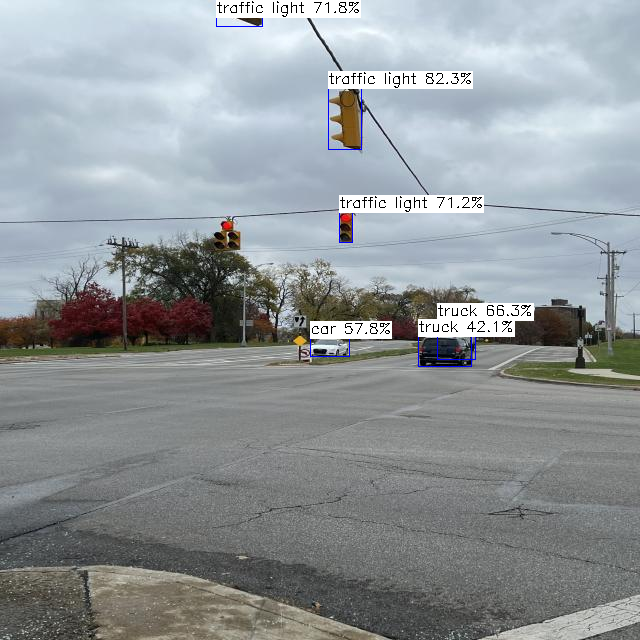 traffic light 71.8%
traffic light 82.3%
traffic light 71.2%
truck 66.3%
car 57.8%
truck 42.1%